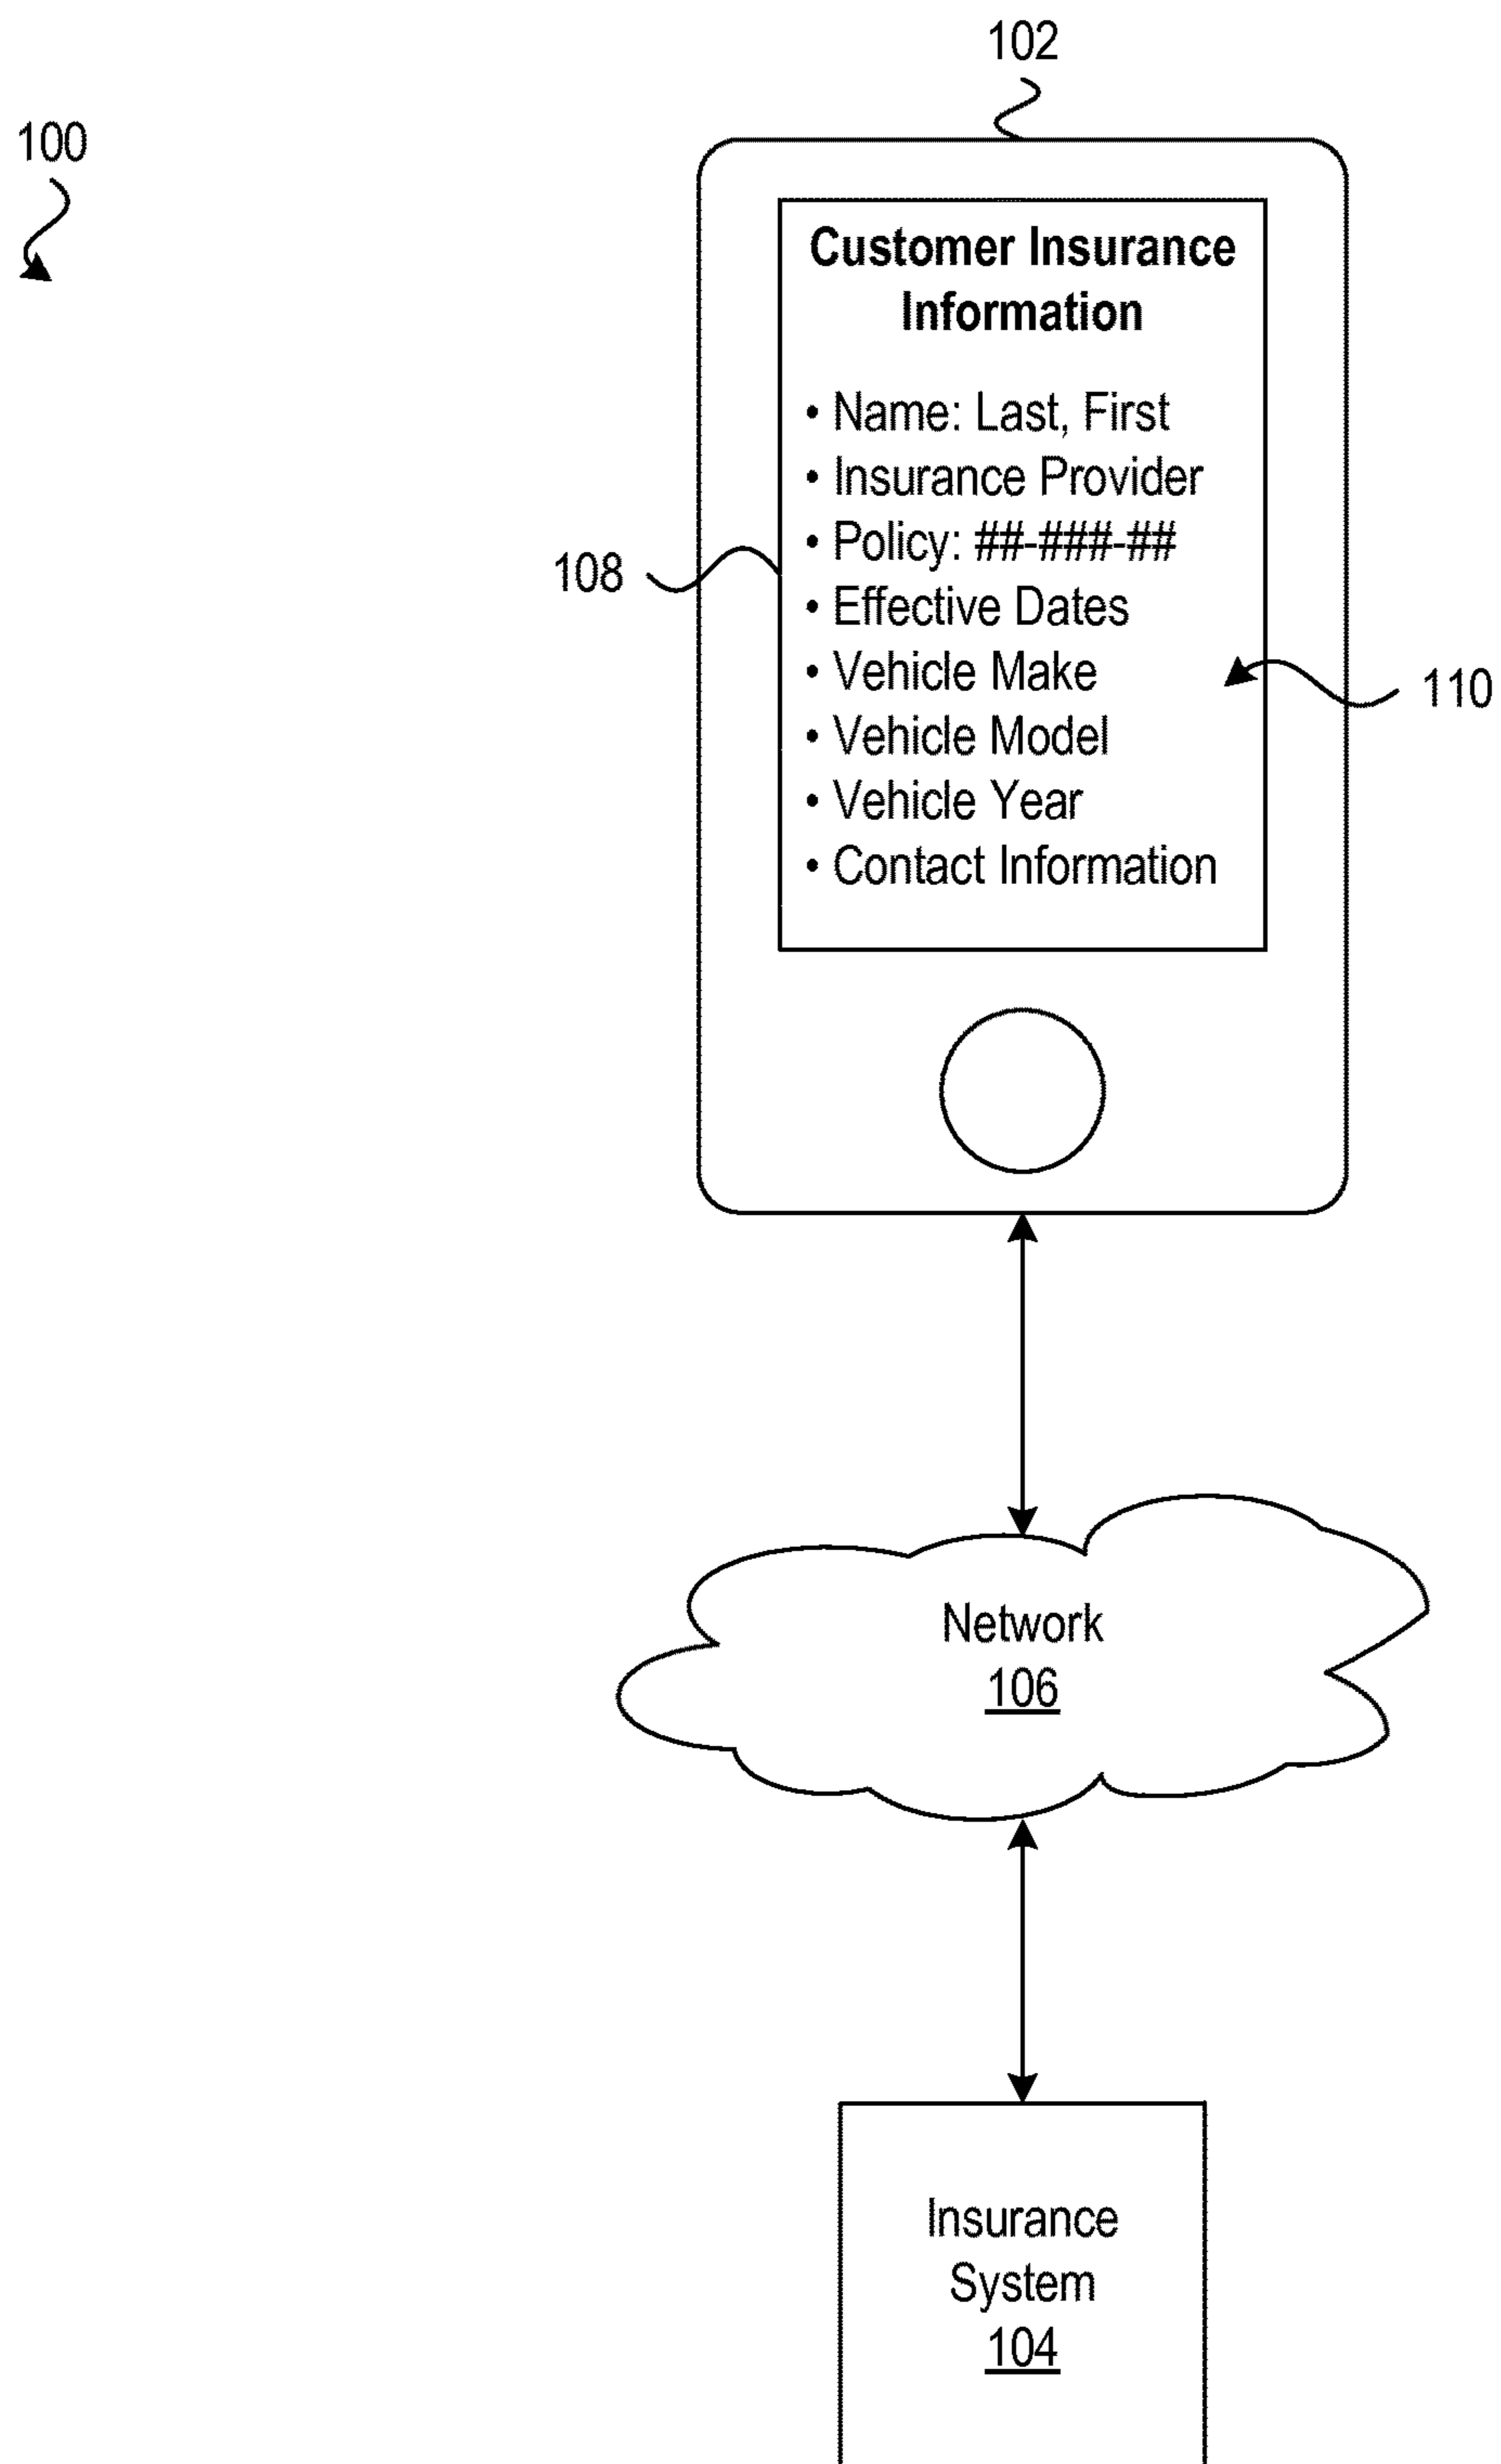 102
100
Customer Insurance
Information
• Name: Last, First
• Insurance Provider
• Policy: ##-###-##
108
• Effective Dates
• Vehicle Make
110
• Vehicle Model
• Vehicle Year
• Contact Information
Network
106
Insurance
System
104